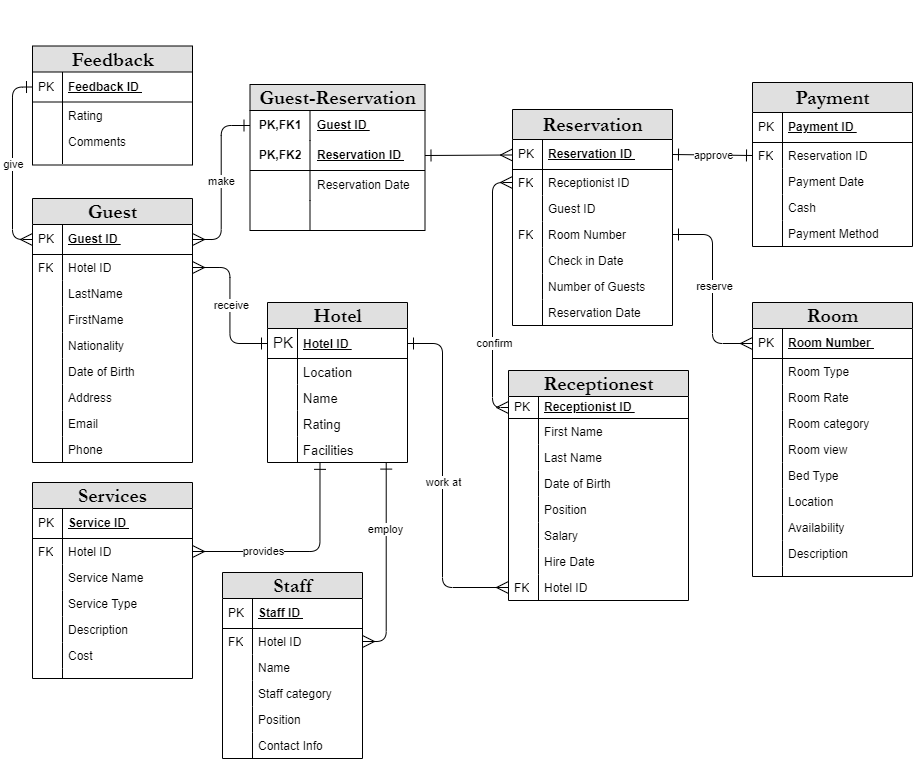 Feedback
PK Feedback ID
Rating
Comments
give
Guest
PK Guest ID
FK Hotel ID
LastName
FirstName
Nationality
Date of Birth
Address
Email
Phone
make
receive
Guest-Reservation
PK,FK1 Guest ID
PK,FK2 Reservation ID
Reservation Date
Reservation
PK Reservation ID
FK Receptionist ID
Guest ID
FK Room Number
Check in Date
Number of Guests
Reservation Date
approve
Payment
PK Payment ID
FK Reservation ID
Payment Date
Cash
Payment Method
reserve
confirm
Hotel
PK Hotel ID
Location
Name
Rating
Facilities
Room
PK Room Number
Room Type
Room Rate
Room category
Room view
Bed Type
Location
Availability
Description
Receptionest
PK Receptionist ID
First Name
Last Name
Date of Birth
Position
Salary
Hire Date
FK Hotel ID
work at
employ
provides
Services
PK Service ID
FK Hotel ID
Service Name
Service Type
Description
Cost
Staff
PK Staff ID
FK Hotel ID
Name
Staff category
Position
Contact Info